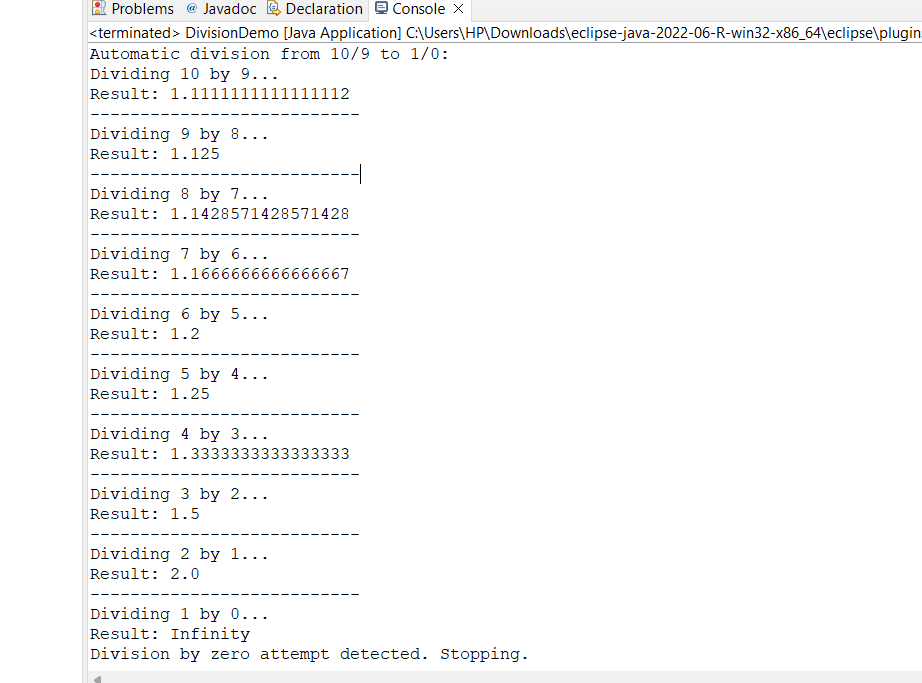 Problems @ Javadoc Declaration Console
<terminated> DivisionDemo [Java Application] C:\Users\HP\Downloads\eclipse-java-2022-06-R-win32-x86_64\eclipse\plugin
Automatic division from 10/9 to 1/0:
Dividing 10 by 9...
Result: 1.1111111111111112
---------------------------
Dividing 9 by 8...
Result: 1.125
---------------------------
Dividing 8 by 7...
Result: 1.1428571428571428
---------------------------
Dividing 7 by 6...
Result: 1.1666666666666667
---------------------------
Dividing 6 by 5...
Result: 1.2
---------------------------
Dividing 5 by 4...
Result: 1.25
---------------------------
Dividing 4 by 3...
Result: 1.3333333333333333
---------------------------
Dividing 3 by 2...
Result: 1.5
---------------------------
Dividing 2 by 1...
Result: 2.0
---------------------------
Dividing 1 by 0...
Result: Infinity
Division by zero attempt detected. Stopping.